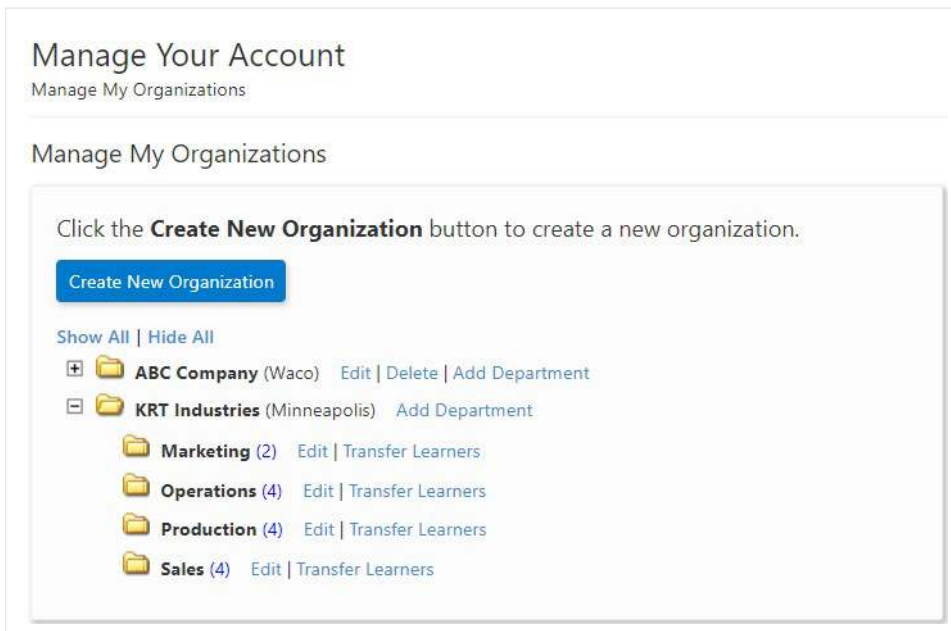 Manage Your Account
Manage My Organizations
Manage My Organizations
Click the Create New Organization button to create a new organization.
Create New Organization
Show All | Hide All
ABC Company (Waco) Edit | Delete | Add Department
KRT Industries (Minneapolis) Add Department
Marketing (2) Edit | Transfer Learners
Operations (4) Edit | Transfer Learners
Production (4) Edit | Transfer Learners
Sales (4) Edit | Transfer Learners